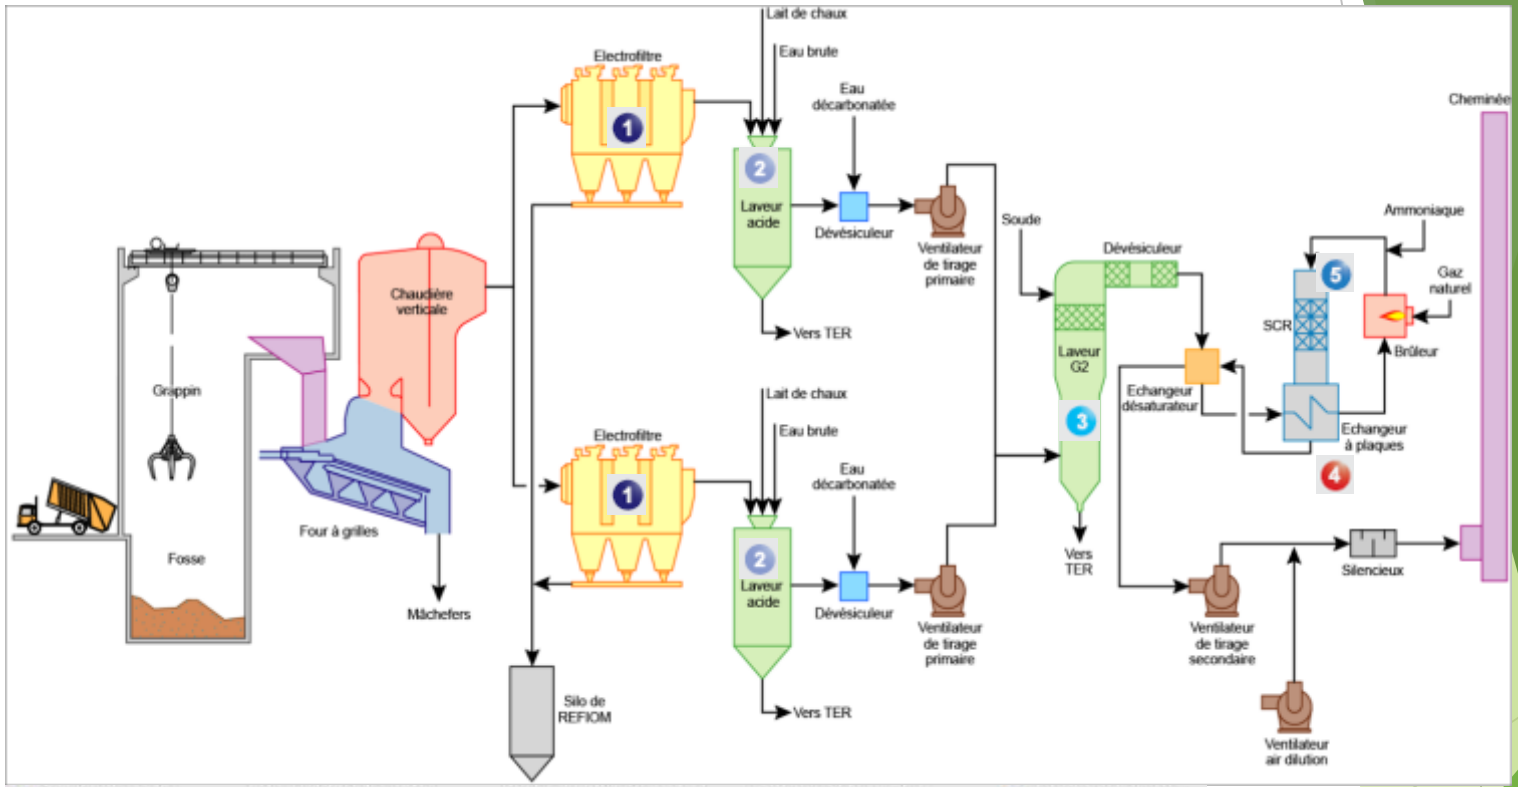 Lait de chaux
Eau brute
Electrofiltre
1
2
Laveur
acide
Eau
décarbonatée
Dévésiculeur
Ventilateur
de tirage
primaire
Vers TER
Cheminée
Soude
Dévésiculeur
Ammoniaque
Gaz
naturel
5
SCR
Brûleur
Laveur
G2
3
Echangeur
désaturateur
Echangeur
à plaques
4
Chaudière
verticale
Grappin
Four à grilles
Fosse
Mâchefers
Lait de chaux
Eau brute
Electrofiltre
1
2
Laveur
acide
Eau
décarbonatée
Dévésiculeur
Ventilateur
de tirage
primaire
Vers TER
Vers
TER
Silencieux
Ventilateur
de tirage
secondaire
Ventilateur
air dilution
Silo de
REFIOM